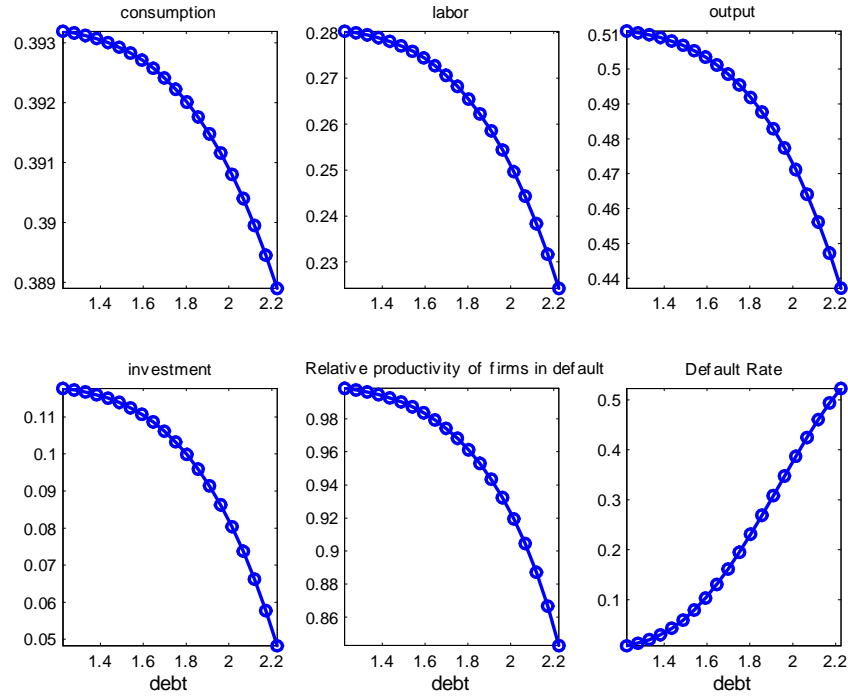 consumption
labor
output
0.393
0.392
0.391
0.39
0.389
1.4 1.6 1.8 2 2.2
0.28
0.27
0.26
0.25
0.24
0.23
1.4 1.6 1.8 2 2.2
0.51
0.5
0.49
0.48
0.47
0.46
0.45
0.44
1.4 1.6 1.8 2 2.2
investment
Relative productivity of firms in default
Default Rate
0.11
0.1
0.09
0.08
0.07
0.06
0.05
1.4 1.6 1.8 2 2.2
debt
0.98
0.96
0.94
0.92
0.9
0.88
0.86
1.4 1.6 1.8 2 2.2
debt
0.5
0.4
0.3
0.2
0.1
1.4 1.6 1.8 2 2.2
debt